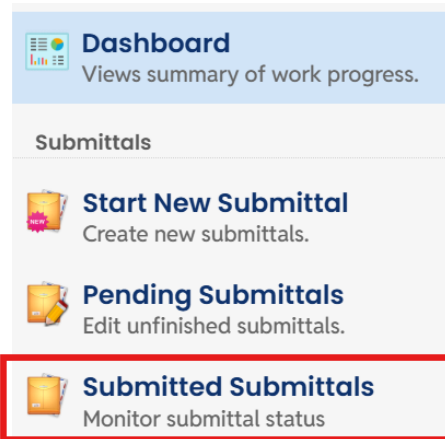 Dashboard
Views summary of work progress.
Submittals
NEW
Start New Submittal
Create new submittals.
Pending Submittals
Edit unfinished submittals.
Submitted Submittals
Monitor submittal status